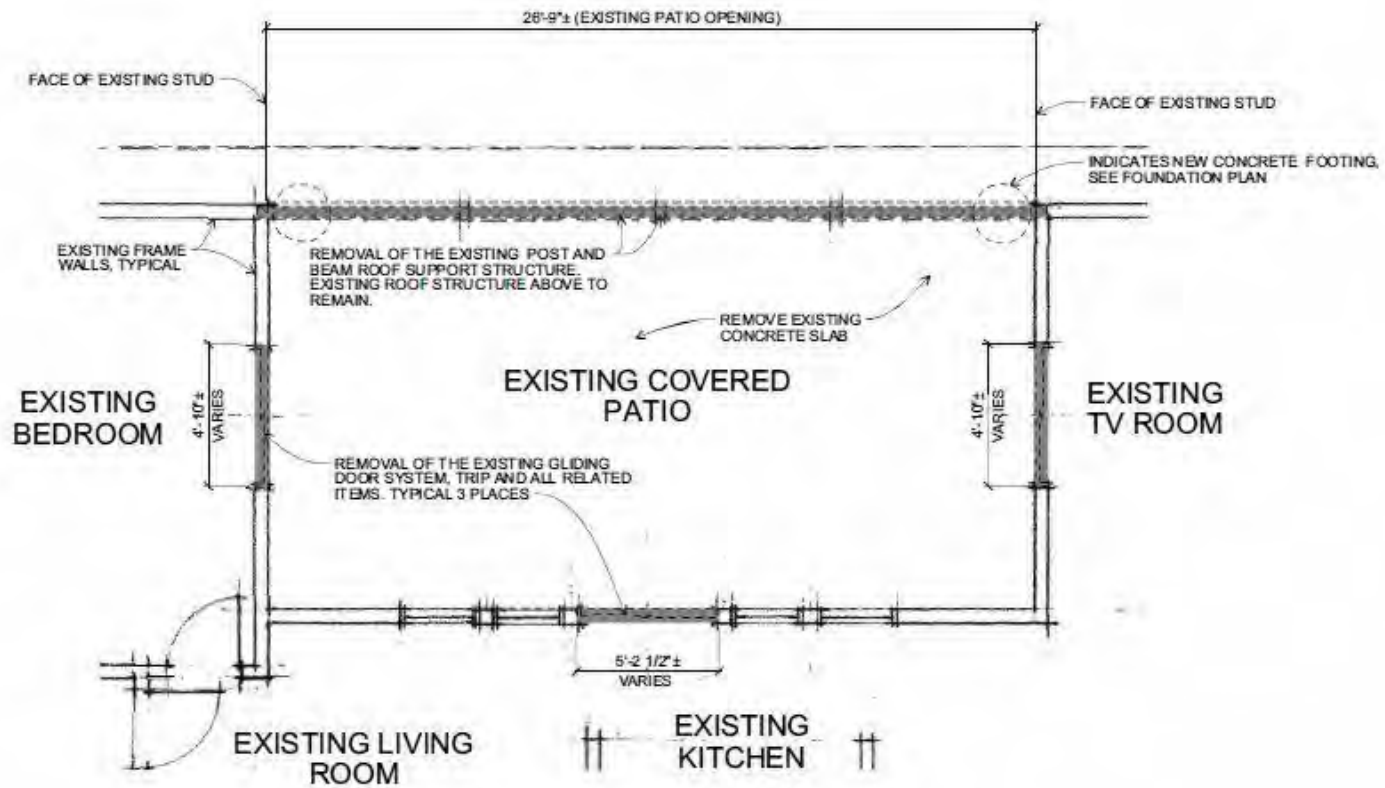 26'-9"± (EXISTING PATIO OPENING)
FACE OF EXISTING STUD
FACE OF EXISTING STUD
INDICATES NEW CONCRETE FOOTING,
SEE FOUNDATION PLAN
EXISTING FRAME
WALLS, TYPICAL
REMOVAL OF THE EXISTING POST AND
BEAM ROOF SUPPORT STRUCTURE.
EXISTING ROOF STRUCTURE ABOVE TO
REMAIN.
REMOVE EXISTING
CONCRETE SLAB
EXISTING COVERED
PATIO
EXISTING
BEDROOM
4'-10"±
VARIES
4'-10"±
VARIES
EXISTING
TV ROOM
REMOVAL OF THE EXISTING GLIDING
DOOR SYSTEM, TRIP AND ALL RELATED
ITEMS. TYPICAL 3 PLACES
5'-2 1/2"±
VARIES
EXISTING LIVING
ROOM
EXISTING
KITCHEN